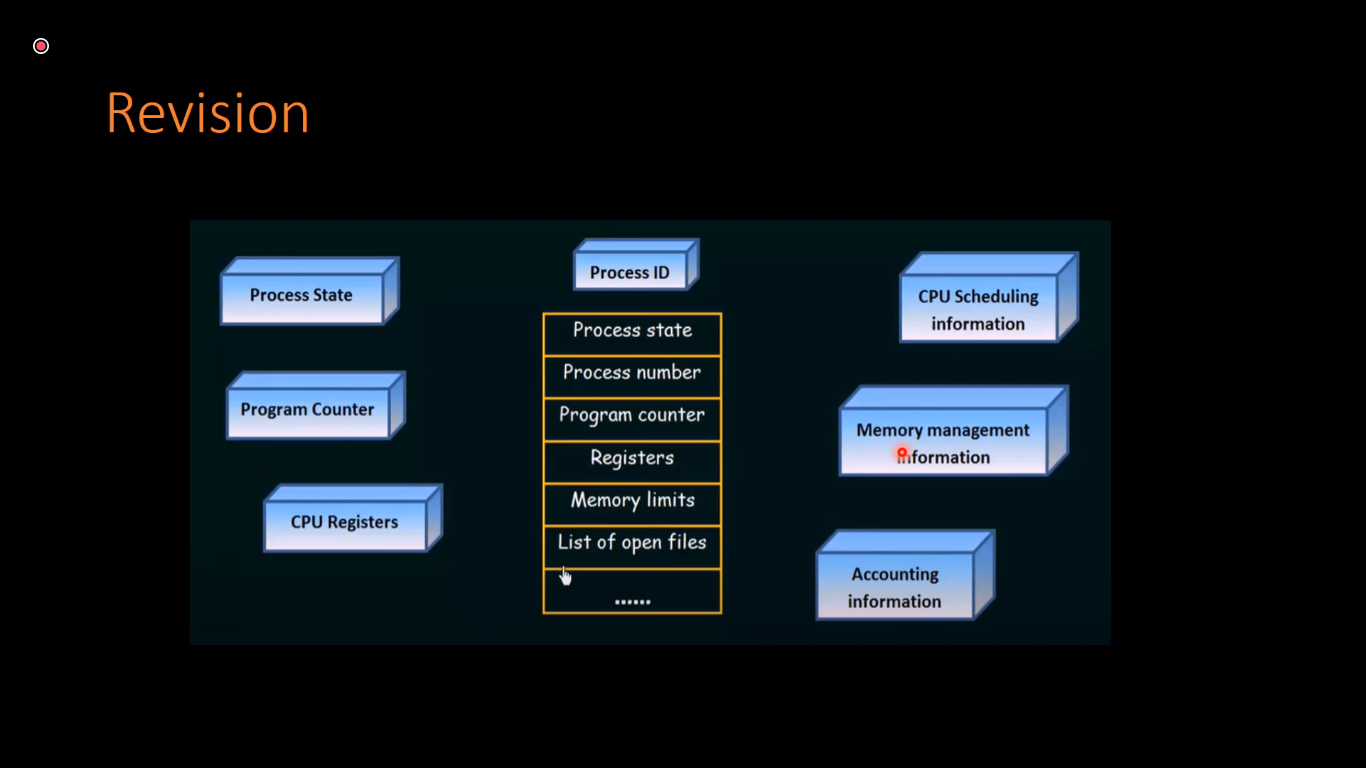 Revision
Process State
Program Counter
CPU Registers
Process ID
Process state
Process number
Program counter
Registers
Memory limits
List of open files
......
CPU Scheduling
information
Memory management
information
Accounting
information